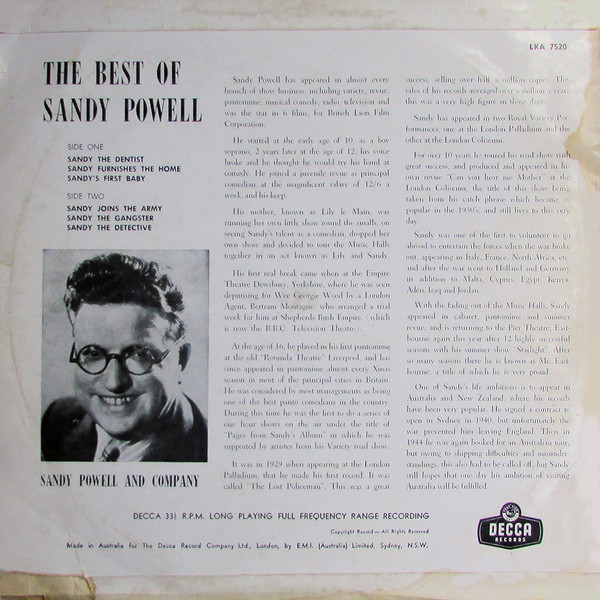 LKA 7520
THE BEST OF
SANDY POWELL
SIDE ONE
SANDY THE DENTIST
SANDY FURNISHES THE HOME
SANDY'S FIRST BABY
SIDE TWO
SANDY JOINS THE ARMY
SANDY THE GANGSTER
SANDY THE DETECTIVE
SANDY POWELL AND COMPANY
Sandy Powell has appeared in almost every
branch of show business, including variety, revue,
pantomime, musical comedy, radio, television and
was the star in 6 films, for British Lion Film
Corporation.
He started at the early age of 10, as a boy
soprano, 2 years later at the age of 12, his voice
broke and he thought he would try his hand at
comedy. He joined a juvenile revue as principal
comedian at the magnificent salary of 12/6 a
week, and his keep.
His mother, known as Lily le Main, was
running her own little show round the smalls, on
seeing Sandy's talent as a comedian, dropped her
own show and decided to tour the Music Halls
together in an act known as Lily and Sandy.
His first real break came when at the Empire
Theatre Dewsbury, Yorkshire, where he was seen
deputising for Wee Georgie Wood by a London
Agent, Bertram Montague, who arranged a trial
week for him at Shepherds Bush Empire, (which
is now the B.B.C. Television Theatre).
At the age of 16, he played in his first pantomime
at the old "Rotunda Theatre" Liverpool, and has
since appeared in pantomime almost every Xmas
season in most of the principal cities in Britain.
He was considered by most managements as being
one of the best panto comedians in the country.
During this time he was the first to do a series of
one hour shows on the air under the title of
"Pages from Sandy's Album" in which he was
supported by artistes from his Variety road show.
It was in 1929 when appearing at the London
Palladium, that he made his first record. It was
called "The Lost Policeman". This was a great
success, selling over half a million copies. The
sales of his records averaged over a million a year,
this was a very high figure in those days.
Sandy has appeared in two Royal Variety Per-
formances, one at the London Palladium and the
other at the London Coliseum.
For over 10 years he toured his road show with
great success, and produced and appeared in his
own revue "Can you hear me Mother" at the
London Coliseum, the title of this show being
taken from his catch phrase which became so
popular in the 1930's, and still lives to this very
day.
Sandy was one of the first to volunteer to go
abroad to entertain the forces when the war broke
out, appearing in Italy, France, North Africa, etc.
and after the war went to Holland and Germany
in addition to Malta, Cyprus, Egypt, Kenya,
Aden, Iraq and Jordan.
With the fading out of the Music Halls, Sandy
appeared in cabaret, pantomime and summer
revue, and is returning to the Pier Theatre, East-
bourne again this year after 12 highly successful
seasons with his summer show "Starlight". After
so many seasons there he is known as Mr. East-
bourne, a title of which he is very proud.
One of Sandy's life ambitions is to appear in
Australia and New Zealand, where his records
have been very popular. He signed a contract to
open in Sydney in 1940, but unfortunately the
war prevented him leaving England. Then in
1944 he was again booked for an Australian tour,
but owing to shipping difficulties and misunder-
standings, this also had to be called off, but Sandy
still hopes that one day his ambition of visiting
Australia will be fulfilled.
DECCA 33⅓ R.P.M. LONG PLAYING FULL FREQUENCY RANGE RECORDING
Copyright Record — All Rights Reserved
Made in Australia for The Decca Record Company Ltd., London, by E.M.I. (Australia) Limited, Sydney, N.S.W.
DECCA
RECORDS